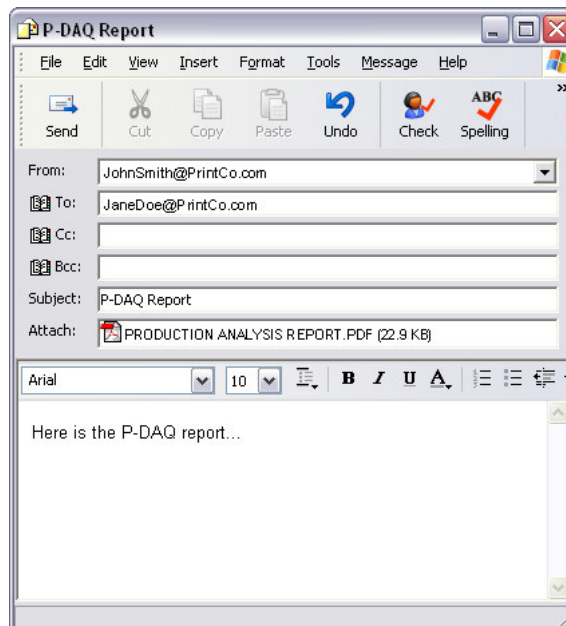 P-DAQ Report
File Edit View Insert Format Tools Message Help
Send Cut Copy Paste Undo Check ABC Spelling
From: JohnSmith@PrintCo.com
To: JaneDoe@PrintCo.com
Cc:
Bcc:
Subject: P-DAQ Report
Attach: PRODUCTION ANALYSIS REPORT.PDF (22.9 KB)
Arial 10 B I U A
Here is the P-DAQ report...